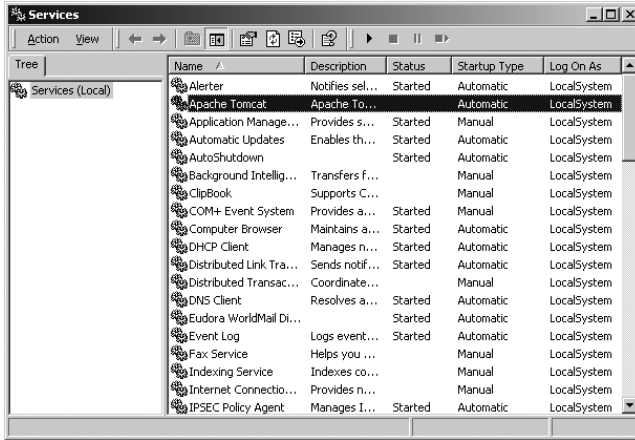 Services
Action View
Tree
Services (Local)
Name Description Status Startup Type Log On As
Alerter Notifies sel... Started Automatic LocalSystem
Apache Tomcat Apache To... Automatic LocalSystem
Application Manage... Provides s... Started Manual LocalSystem
Automatic Updates Enables th... Started Automatic LocalSystem
AutoShutdown Started Automatic LocalSystem
Background Intellig... Transfers f... Manual LocalSystem
ClipBook Supports C... Manual LocalSystem
COM+ Event System Provides a... Started Manual LocalSystem
Computer Browser Maintains a... Started Automatic LocalSystem
DHCP Client Manages n... Started Automatic LocalSystem
Distributed Link Tra... Sends notif... Started Automatic LocalSystem
Distributed Transac... Coordinate... Manual LocalSystem
DNS Client Resolves a... Started Automatic LocalSystem
Eudora WorldMail Di... Started Automatic LocalSystem
Event Log Logs event... Started Automatic LocalSystem
Fax Service Helps you ... Manual LocalSystem
Indexing Service Indexes co... Manual LocalSystem
Internet Connectio... Provides n... Manual LocalSystem
IPSEC Policy Agent Manages I... Started Automatic LocalSystem